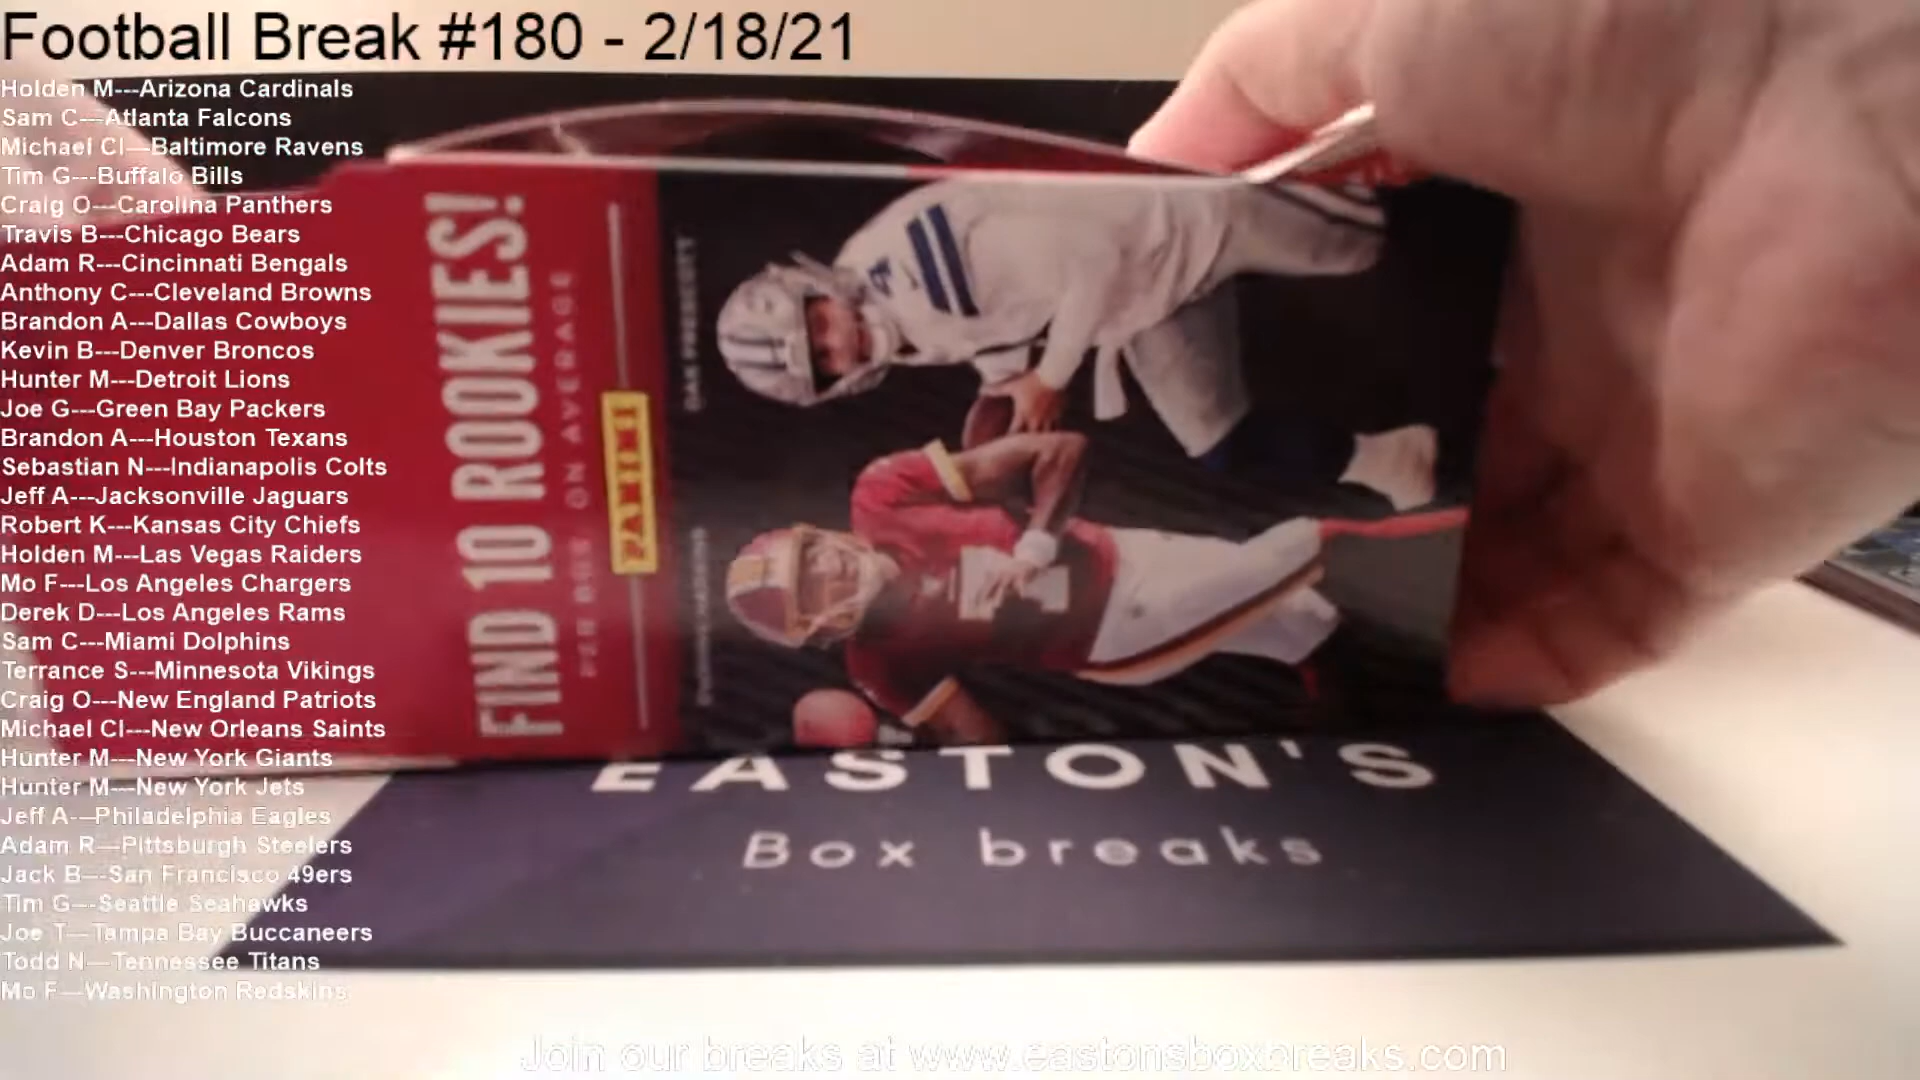 Football Break #180 - 2/18/21
Holden M---Arizona Cardinals
Sam C---Atlanta Falcons
Michael Cl---Baltimore Ravens
Tim G---Buffalo Bills
Craig O---Carolina Panthers
Travis B---Chicago Bears
Adam R---Cincinnati Bengals
Anthony C---Cleveland Browns
Brandon A---Dallas Cowboys
Kevin B---Denver Broncos
Hunter M---Detroit Lions
Joe G---Green Bay Packers
Brandon A---Houston Texans
Sebastian N---Indianapolis Colts
Jeff A---Jacksonville Jaguars
Robert K---Kansas City Chiefs
Holden M---Las Vegas Raiders
Mo F---Los Angeles Chargers
Derek D---Los Angeles Rams
Sam C---Miami Dolphins
Terrance S---Minnesota Vikings
Craig O---New England Patriots
Michael Cl---New Orleans Saints
Hunter M---New York Giants
Hunter M---New York Jets
Jeff A---Philadelphia Eagles
Adam R---Pittsburgh Steelers
Jack B---San Francisco 49ers
Tim G---Seattle Seahawks
Joe T---Tampa Bay Buccaneers
Todd N---Tennessee Titans
Mo F---Washington Redskins
FIND 10 ROOKIES!
PER BOX, ON AVERAGE
PANINI
DAK PRESCOTT
EASTON'S
Box breaks
Join our breaks at www.eastonsboxbreaks.com